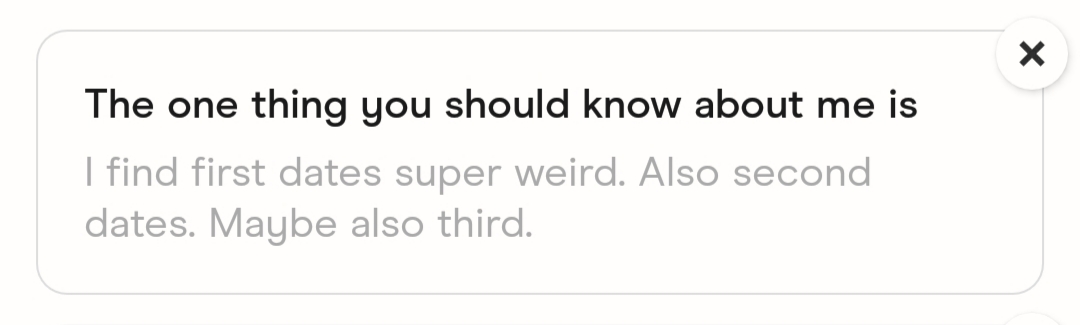 The one thing you should know about me is
I find first dates super weird. Also second
dates. Maybe also third.